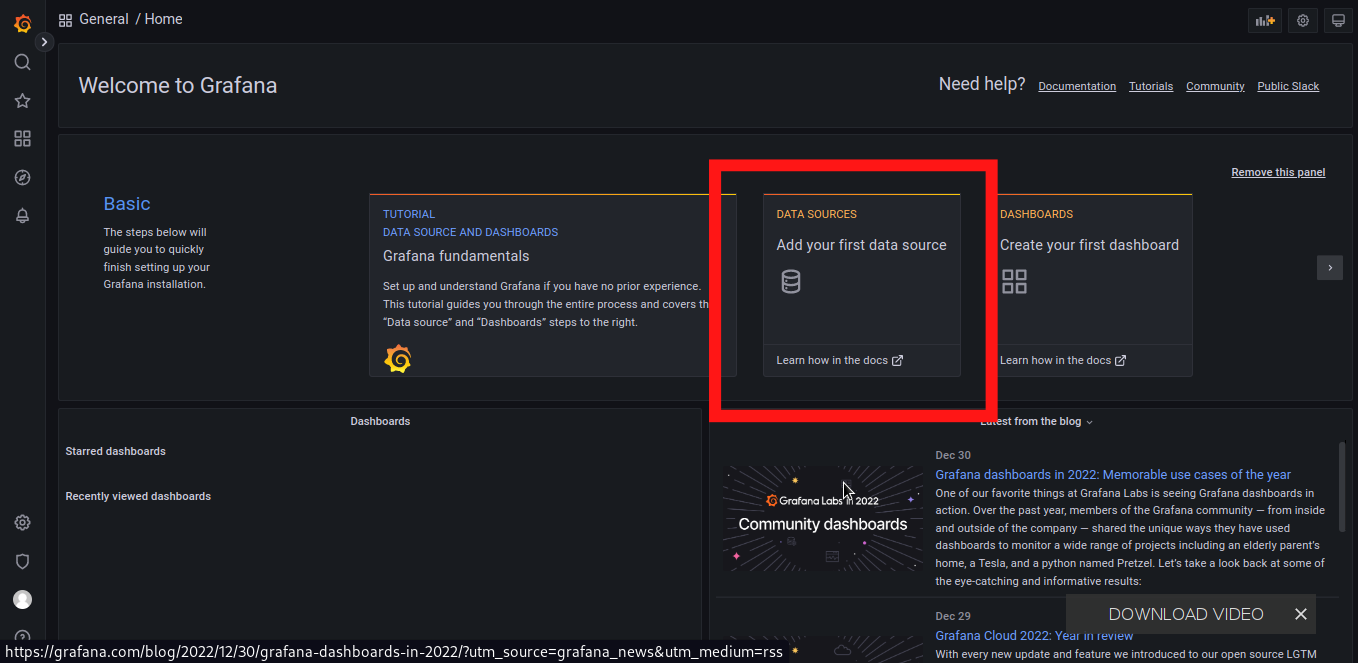 General / Home
Welcome to Grafana
Need help? Documentation Tutorials Community Public Slack
Remove this panel
Basic
The steps below will
guide you to quickly
finish setting up your
Grafana installation.
TUTORIAL
DATA SOURCE AND DASHBOARDS
Grafana fundamentals
Set up and understand Grafana if you have no prior experience.
This tutorial guides you through the entire process and covers th
“Data source” and “Dashboards” steps to the right.
DATA SOURCES
Add your first data source
Learn how in the docs
DASHBOARDS
Create your first dashboard
Learn how in the docs
Dashboards
Starred dashboards
Recently viewed dashboards
Latest from the blog
Grafana Labs in 2022
Community dashboards
Dec 30
Grafana dashboards in 2022: Memorable use cases of the year
One of our favorite things at Grafana Labs is seeing Grafana dashboards in
action. Over the past year, members of the Grafana community — from inside
and outside of the company — shared the unique ways they have used
dashboards to monitor a wide range of projects including an elderly parent’s
home, a Tesla, and a python named Pretzel. Let’s take a look back at some of
the eye-catching and informative results:
Dec 29
Grafana Cloud 2022: Year in review
With every new update and feature we introduced to our open source LGTM
DOWNLOAD VIDEO
https://grafana.com/blog/2022/12/30/grafana-dashboards-in-2022/?utm_source=grafana_news&utm_medium=rss